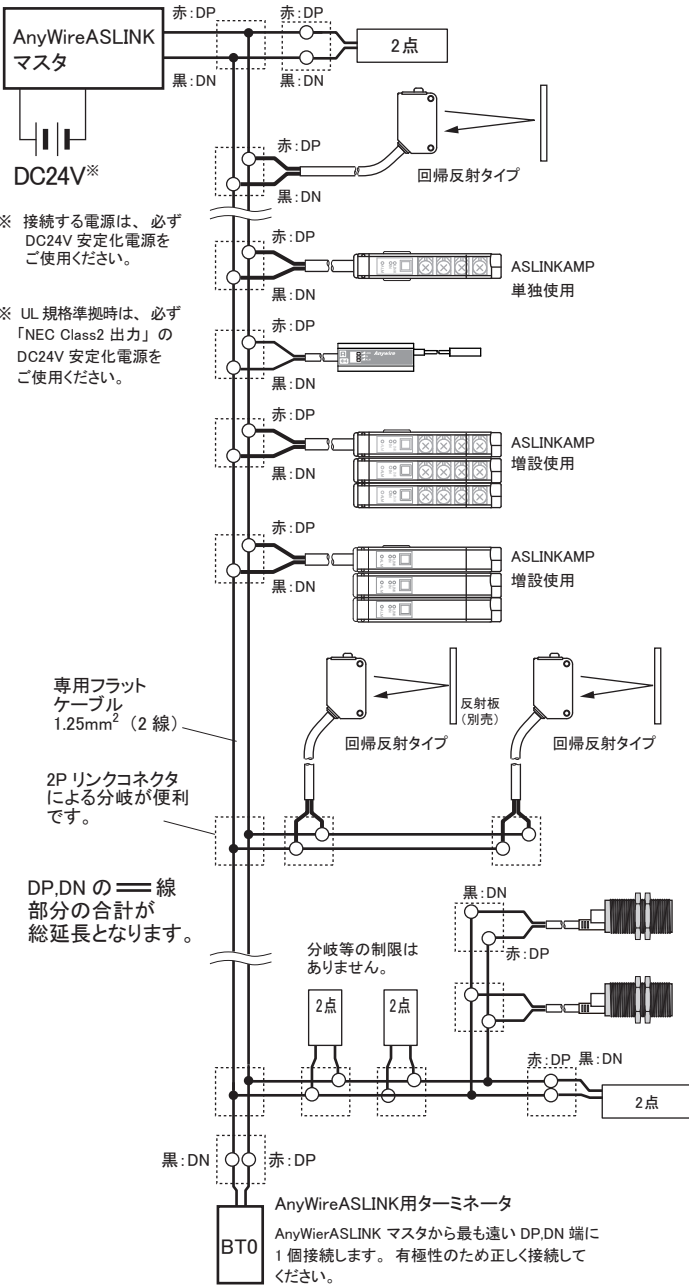 AnyWireASLINK
マスタ
赤:DP
赤:DP
2点
黒:DN
黒:DN
DC24V※
※ 接続する電源は、必ず
DC24V 安定化電源を
ご使用ください。
※ UL 規格準拠時は、必ず
「NEC Class2 出力」の
DC24V 安定化電源を
ご使用ください。
赤:DP
黒:DN
回帰反射タイプ
赤:DP
黒:DN
ASLINKAMP
単独使用
赤:DP
黒:DN
Anywire
赤:DP
黒:DN
ASLINKAMP
増設使用
赤:DP
黒:DN
ASLINKAMP
増設使用
専用フラット
ケーブル
1.25mm2 (2 線)
回帰反射タイプ
反射板
(別売)
回帰反射タイプ
2P リンクコネクタ
による分岐が便利
です。
DP,DN の 線
部分の合計が
総延長となります。
分岐等の制限は
ありません。
2点
2点
黒:DN
赤:DP
赤:DP 黒:DN
2点
黒:DN
赤:DP
BT0
AnyWireASLINK用ターミネータ
AnyWierASLINK マスタから最も遠い DP,DN 端に
1 個接続します。有極性のため正しく接続して
ください。